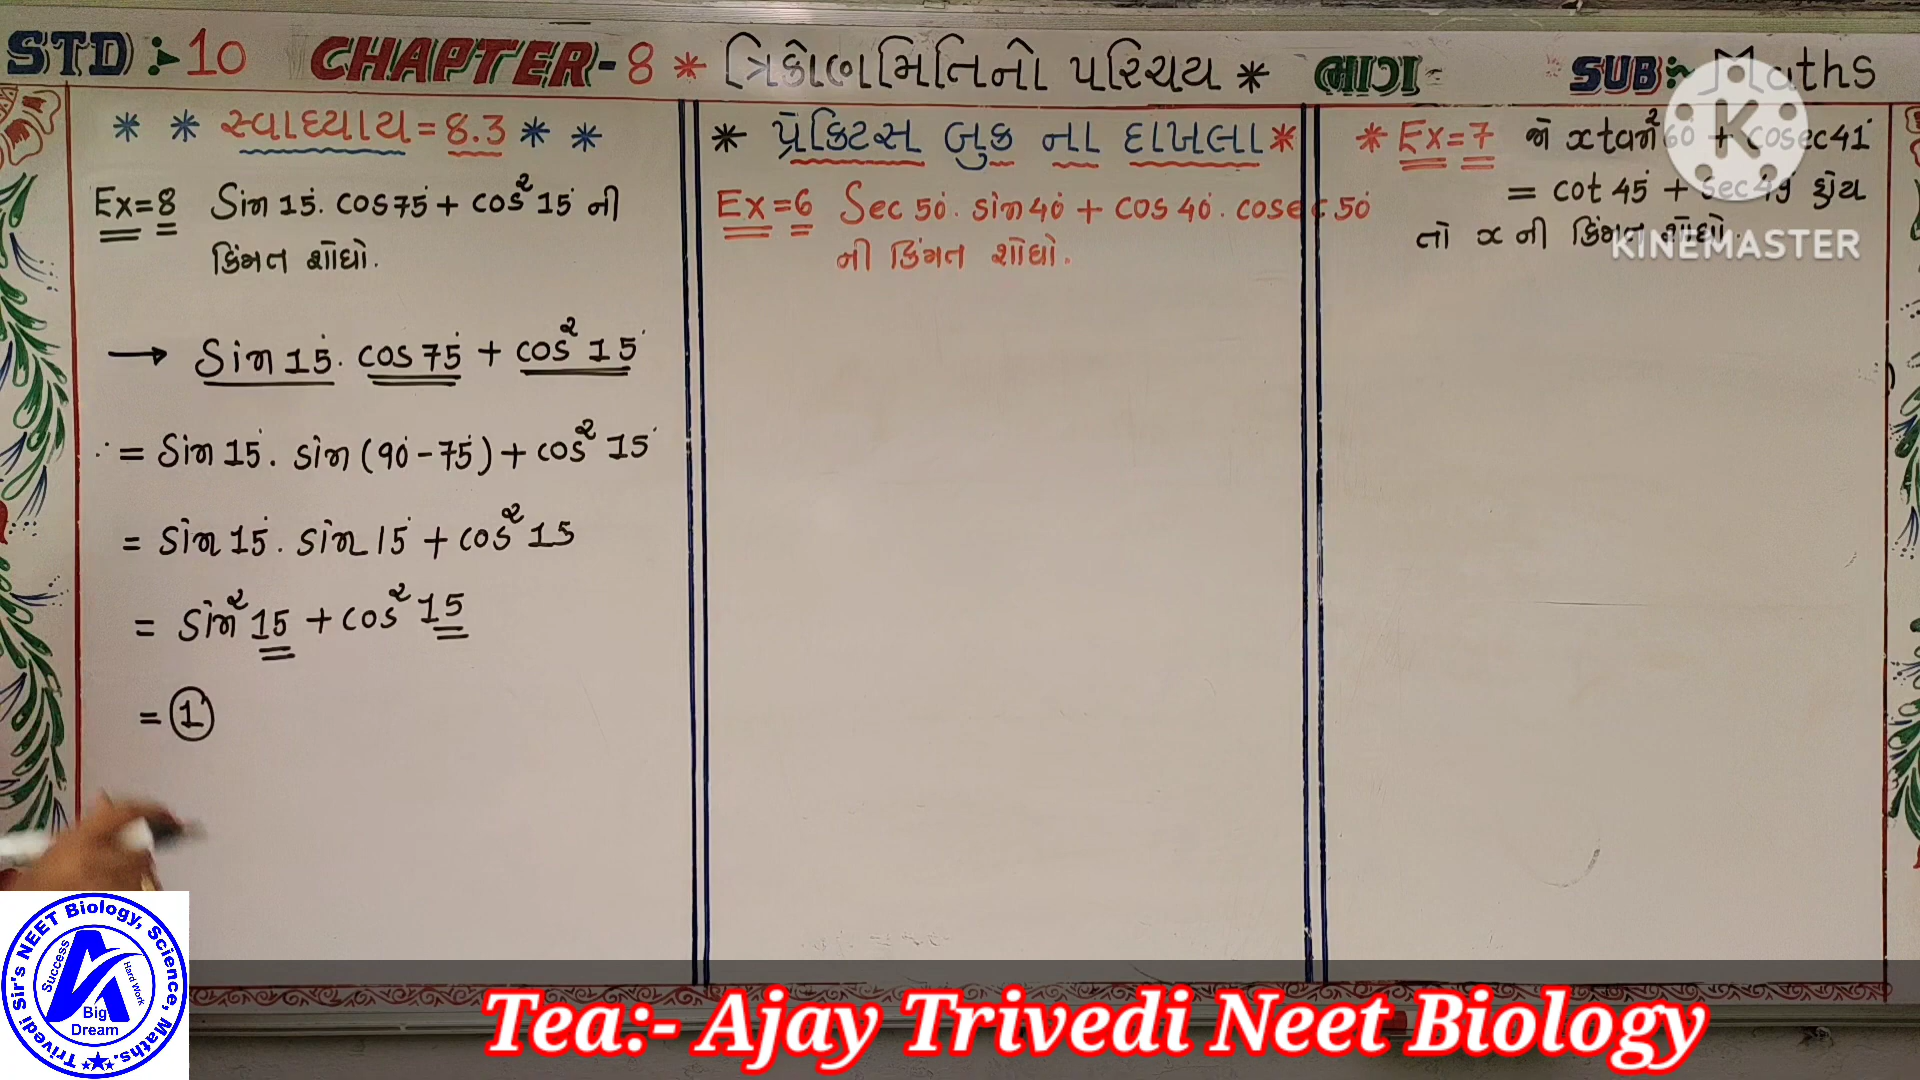 STD :- 10 CHAPTER-8 * ત્રિકોણમિતિનો પરિચય * ભાગ SUB:- Maths
* * સ્વાધ્યાય = 8.3 * *
Ex=8 Sin 15°. cos75° + cos² 15° ની
કિંમત શોધો.
→ Sin 15°. cos 75° + cos² 15°
∴ = Sin 15°. sin (90° - 75°) + cos² 15°
= sin 15°. sin 15° + cos² 15
= sin² 15 + cos² 15
= 1
* પ્રેક્ટિસ બુક ના દાખલા *
Ex=6 Sec 50°. sin 40° + cos 40°. cosec 50°
ની કિંમત શોધો.
* Ex=7 જો x tan² 60 + cosec 41°
= cot 45° + sec 49° હોય
તો x ની કિંમત શોધો.
K
KINEMASTER
Trivedi Sir's NEET Biology, Science, Maths.
Success
Hard Work
Big
Dream
Tea:- Ajay Trivedi Neet Biology